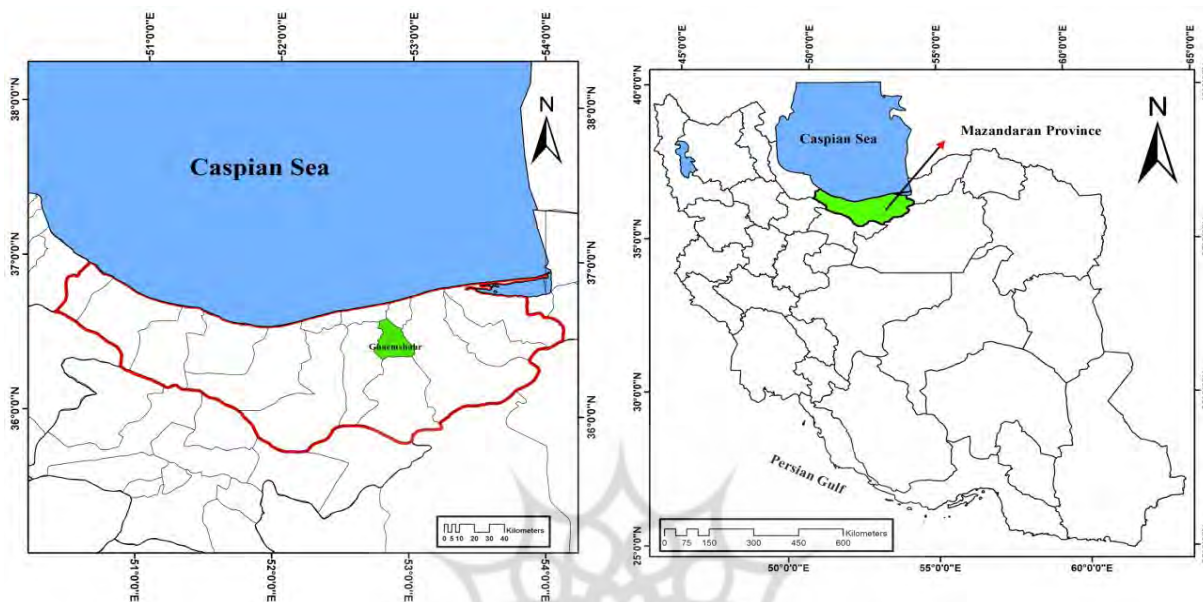 51°0'0"E 52°0'0"E 53°0'0"E 54°0'0"E
38°0'0"N 38°0'0"N
N
Caspian Sea
37°0'0"N 37°0'0"N
Ghaemshahr
36°0'0"N 36°0'0"N
Kilometers
0 5 10 20 30 40
51°0'0"E 52°0'0"E 53°0'0"E 54°0'0"E
45°0'0"E 50°0'0"E 55°0'0"E 60°0'0"E 65°0'0"E
40°0'0"N
N
Caspian Sea
Mazandaran Province
35°0'0"N
30°0'0"N
Persian Gulf
Kilometers
0 75 150 300 450 600
25°0'0"N
50°0'0"E 55°0'0"E 60°0'0"E